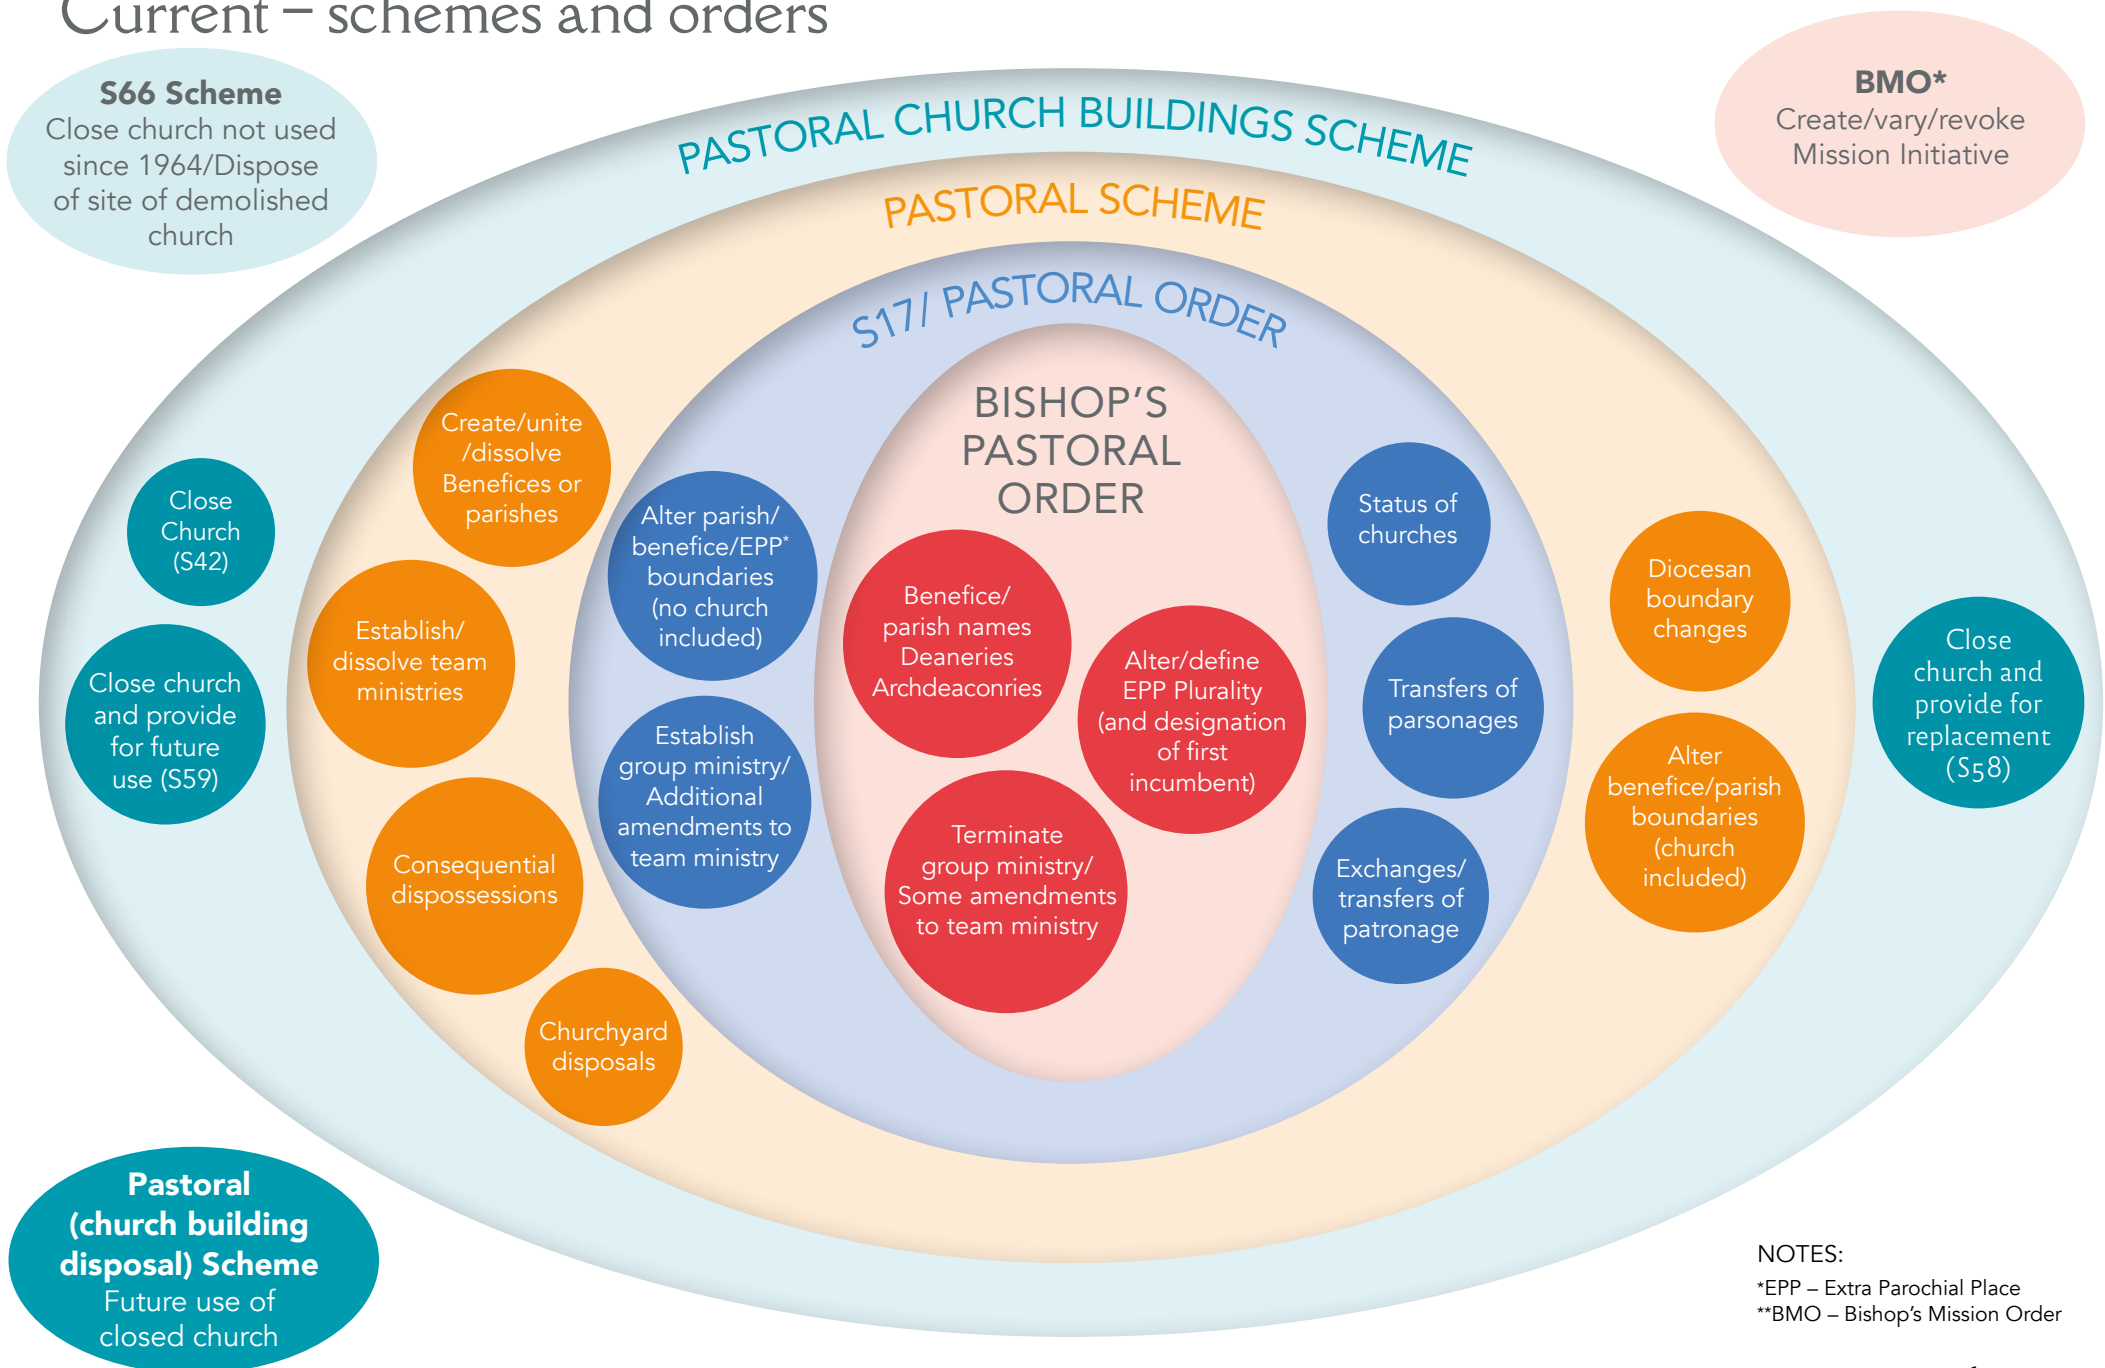 Current – schemes and orders
S66 Scheme
Close church not used
since 1964/Dispose
of site of demolished
church
BMO*
Create/vary/revoke
Mission Initiative
PASTORAL CHURCH BUILDINGS SCHEME
PASTORAL SCHEME
S17/ PASTORAL ORDER
BISHOP'S
PASTORAL
ORDER
Close
Church
(S42)
Close church
and provide
for future
use (S59)
Create/unite
/dissolve
Benefices or
parishes
Establish/
dissolve team
ministries
Consequential
dispossessions
Churchyard
disposals
Alter parish/
benefice/EPP*
boundaries
(no church
included)
Establish
group ministry/
Additional
amendments to
team ministry
Benefice/
parish names
Deaneries
Archdeaconries
Alter/define
EPP Plurality
(and designation
of first
incumbent)
Terminate
group ministry/
Some amendments
to team ministry
Status of
churches
Transfers of
parsonages
Exchanges/
transfers of
patronage
Diocesan
boundary
changes
Alter
benefice/parish
boundaries
(church
included)
Close
church and
provide for
replacement
(S58)
Pastoral
(church building
disposal) Scheme
Future use of
closed church
NOTES:
*EPP – Extra Parochial Place
**BMO – Bishop's Mission Order